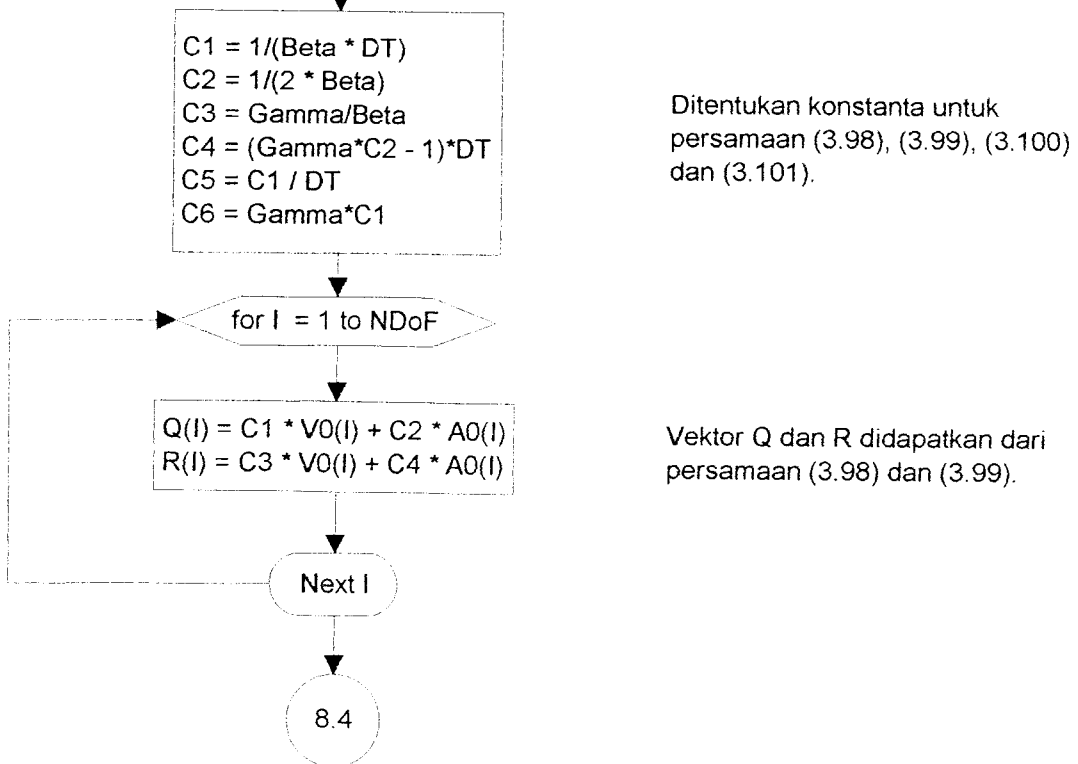 C1 = 1/(Beta * DT)
C2 = 1/(2 * Beta)
C3 = Gamma/Beta
C4 = (Gamma*C2 - 1)*DT
C5 = C1 / DT
C6 = Gamma*C1
Ditentukan konstanta untuk
persamaan (3.98), (3.99), (3.100)
dan (3.101).
for I = 1 to NDoF
Q(I) = C1 * V0(I) + C2 * A0(I)
R(I) = C3 * V0(I) + C4 * A0(I)
Vektor Q dan R didapatkan dari
persamaan (3.98) dan (3.99).
Next I
8.4